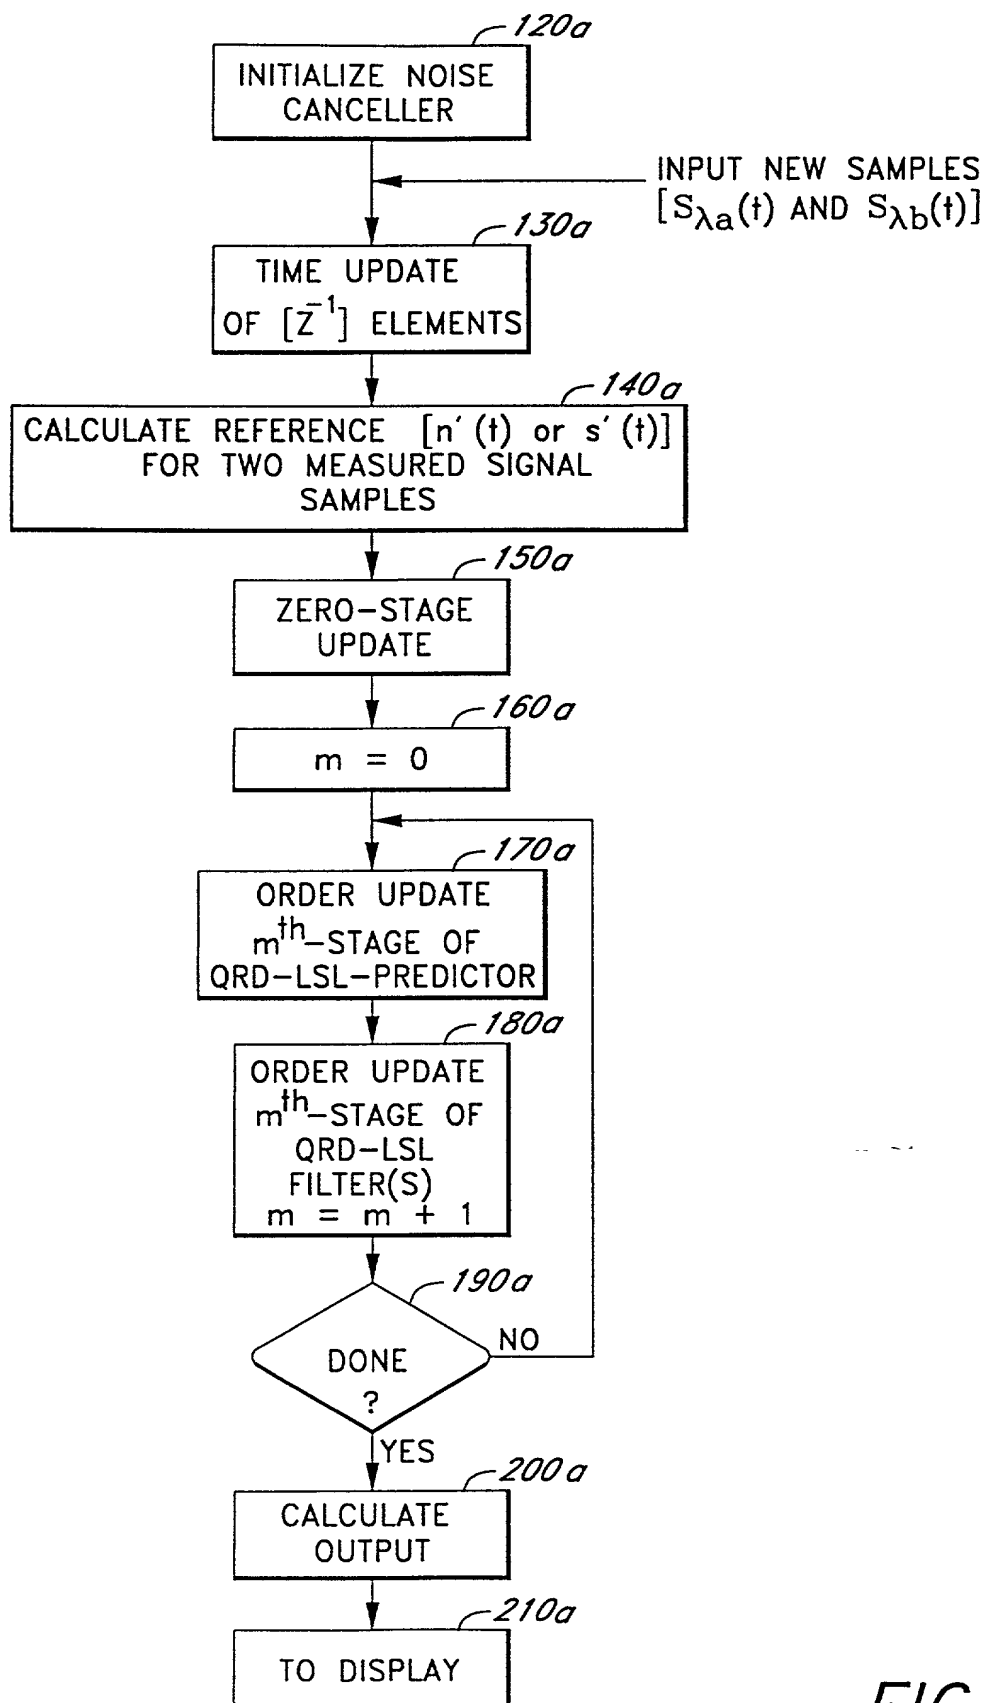 120a
INITIALIZE NOISE
CANCELLER
INPUT NEW SAMPLES
[Sλa(t) AND Sλb(t)]
130a
TIME UPDATE
OF [Z⁻¹] ELEMENTS
140a
CALCULATE REFERENCE [n'(t) or s'(t)]
FOR TWO MEASURED SIGNAL
SAMPLES
150a
ZERO-STAGE
UPDATE
160a
m = 0
170a
ORDER UPDATE
mth-STAGE OF
QRD-LSL-PREDICTOR
180a
ORDER UPDATE
mth-STAGE OF
QRD-LSL
FILTER(S)
m = m + 1
190a
NO
DONE
?
YES
200a
CALCULATE
OUTPUT
210a
TO DISPLAY
FIG